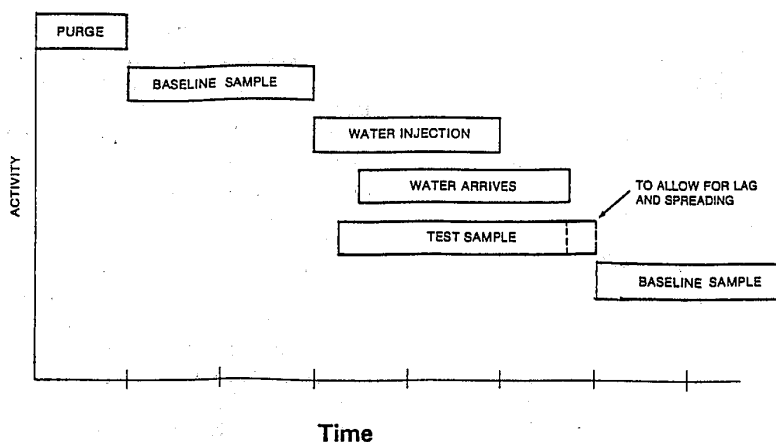 PURGE
BASELINE SAMPLE
WATER INJECTION
WATER ARRIVES
TO ALLOW FOR LAG
AND SPREADING
TEST SAMPLE
BASELINE SAMPLE
ACTIVITY
Time